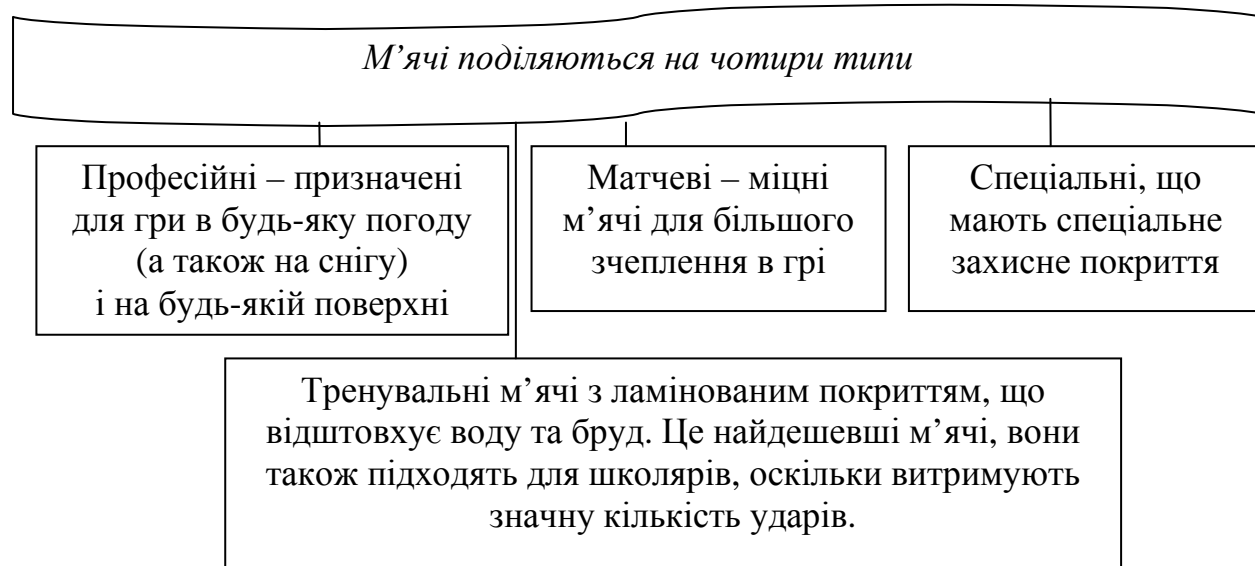 М’ячі поділяються на чотири типи
Професійні – призначені
для гри в будь-яку погоду
(а також на снігу)
і на будь-якій поверхні
Матчеві – міцні
м’ячі для більшого
зчеплення в грі
Спеціальні, що
мають спеціальне
захисне покриття
Тренувальні м’ячі з ламінованим покриттям, що
відштовхує воду та бруд. Це найдешевші м’ячі, вони
також підходять для школярів, оскільки витримують
значну кількість ударів.